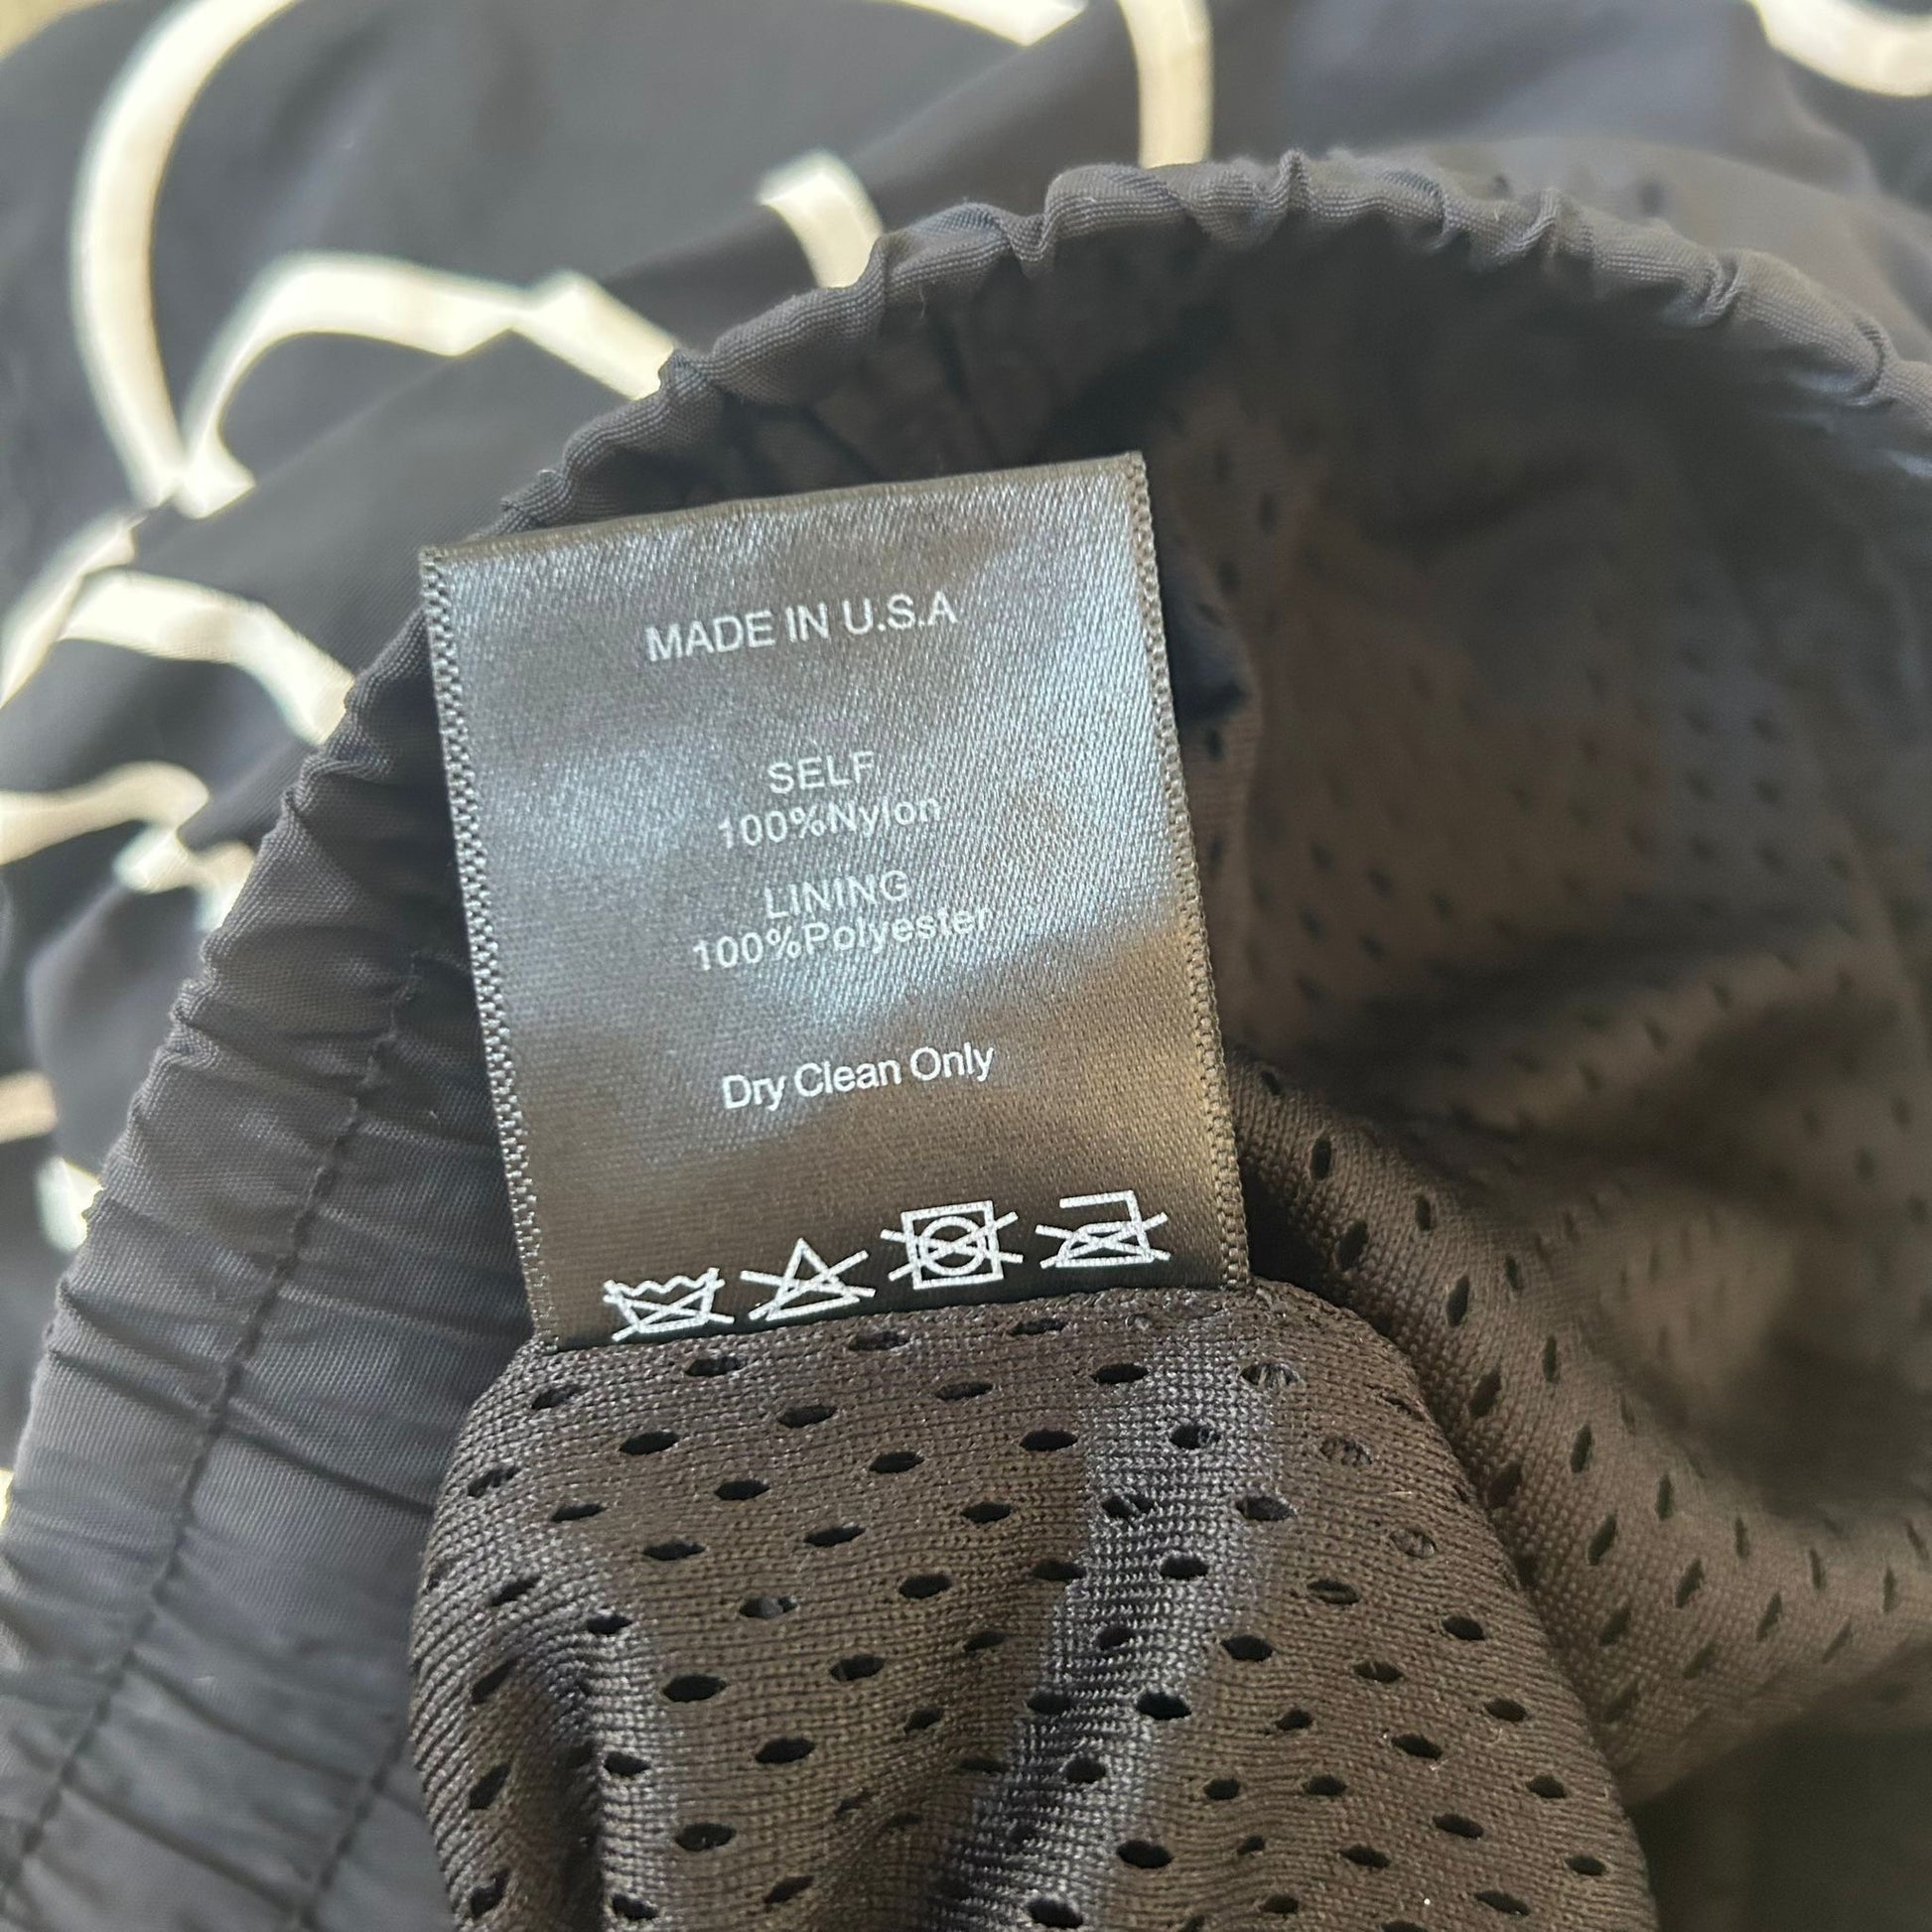 MADE IN U.S.A
SELF
100%Nylon
LINING
100%Polyester
Dry Clean Only